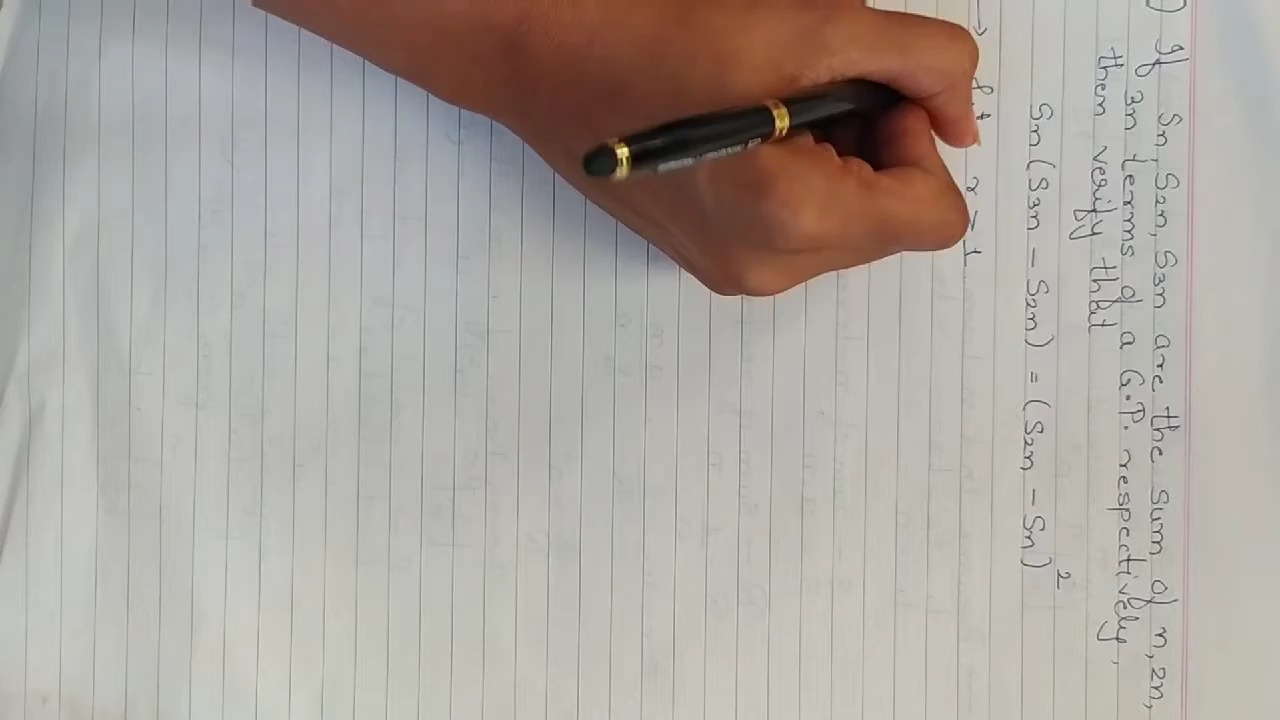 ) If Sn, S2n, S3n are the sum of n, 2n,
3n terms of a G.P. respectively,
then verify that
Sn (S3n - S2n) = (S2n - Sn)²
→ r > 1